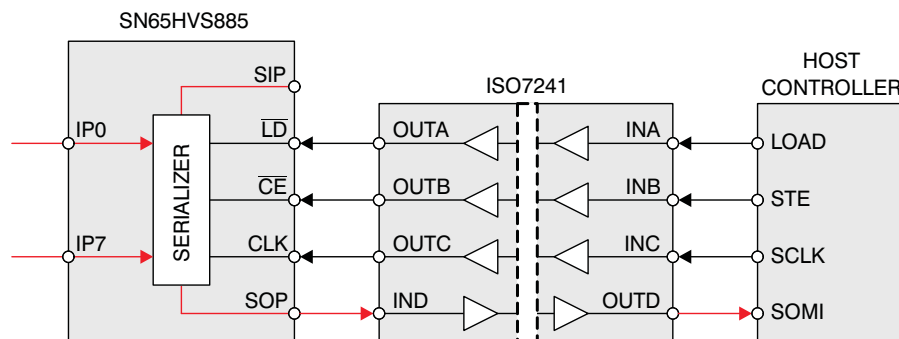 SN65HVS885
SIP
IP0
LD
CE
IP7
CLK
SOP
SERIALIZER
ISO7241
OUTA
INA
OUTB
INB
OUTC
INC
IND
OUTD
HOST
CONTROLLER
LOAD
STE
SCLK
SOMI